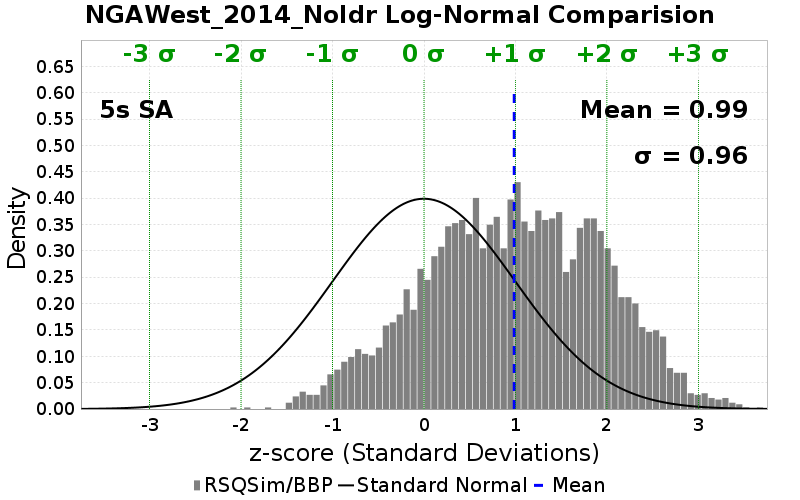 NGAWest_2014_NoIdr Log-Normal Comparision
-3 σ -2 σ -1 σ 0 σ +1 σ +2 σ +3 σ
5s SA
Mean = 0.99
σ = 0.96
Density
0.65
0.60
0.55
0.50
0.45
0.40
0.35
0.30
0.25
0.20
0.15
0.10
0.05
0.00
-3 -2 -1 0 1 2 3
z-score (Standard Deviations)
RSQSim/BBP Standard Normal Mean